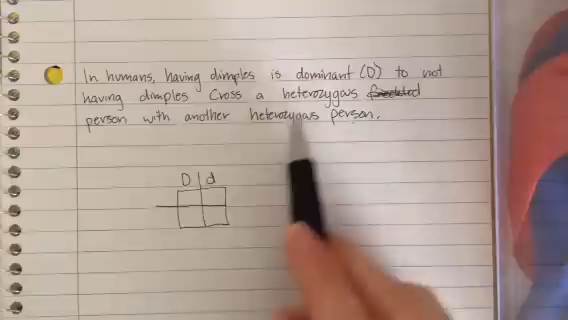 In humans, having dimples is dominant (D) to not
having dimples Cross a heterozygous
person with another heterozygous person.
D d